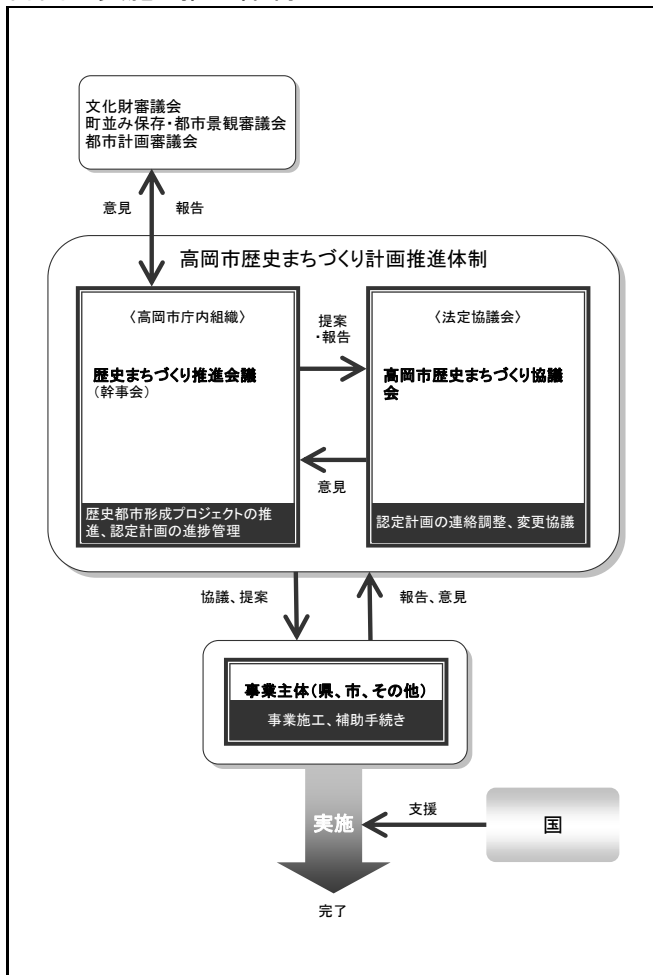 文化財審議会
町並み保存・都市景観審議会
都市計画審議会
意見
報告
高岡市歴史まちづくり計画推進体制
〈高岡市庁内組織〉
歴史まちづくり推進会議
(幹事会)
歴史都市形成プロジェクトの推
進、認定計画の進捗管理
提案
・報告
意見
〈法定協議会〉
高岡市歴史まちづくり協議
会
認定計画の連絡調整、変更協議
協議、提案
報告、意見
事業主体(県、市、その他)
事業施工、補助手続き
実施
支援
国
完了